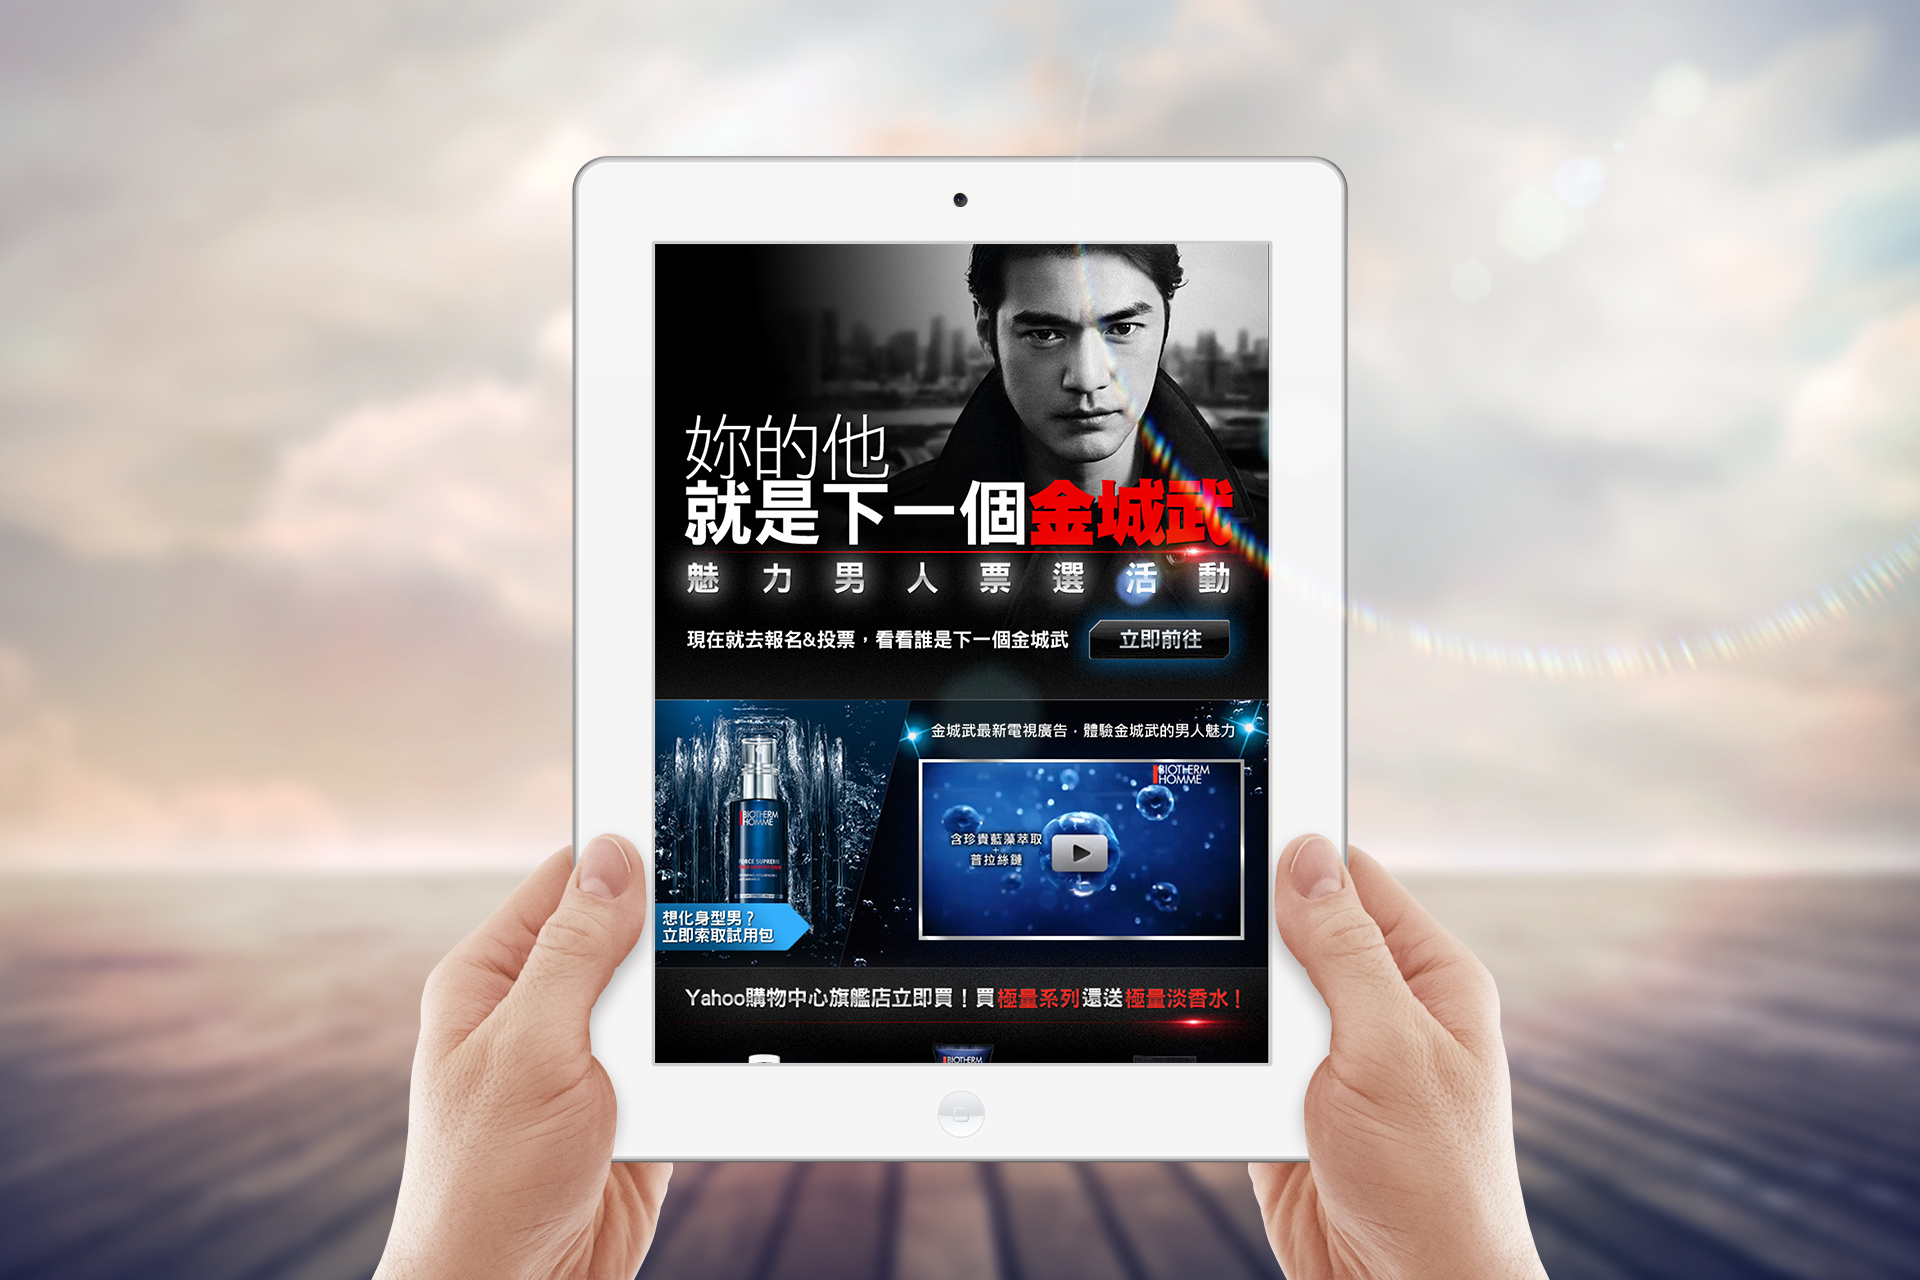 妳的他
就是下一個金城武
魅力男人票選活動
現在就去報名&投票，看看誰是下一個金城武
立即前往
金城武最新電視廣告．體驗金城武的男人魅力
BIOTHERM
HOMME
含珍貴藍藻萃取
+
普拉絲鏈
BIOTHERM
HOMME
FORCE SUPREME
想化身型男？
立即索取試用包
Yahoo購物中心旗艦店立即買！買極量系列還送極量淡香水！
BIOTHERM